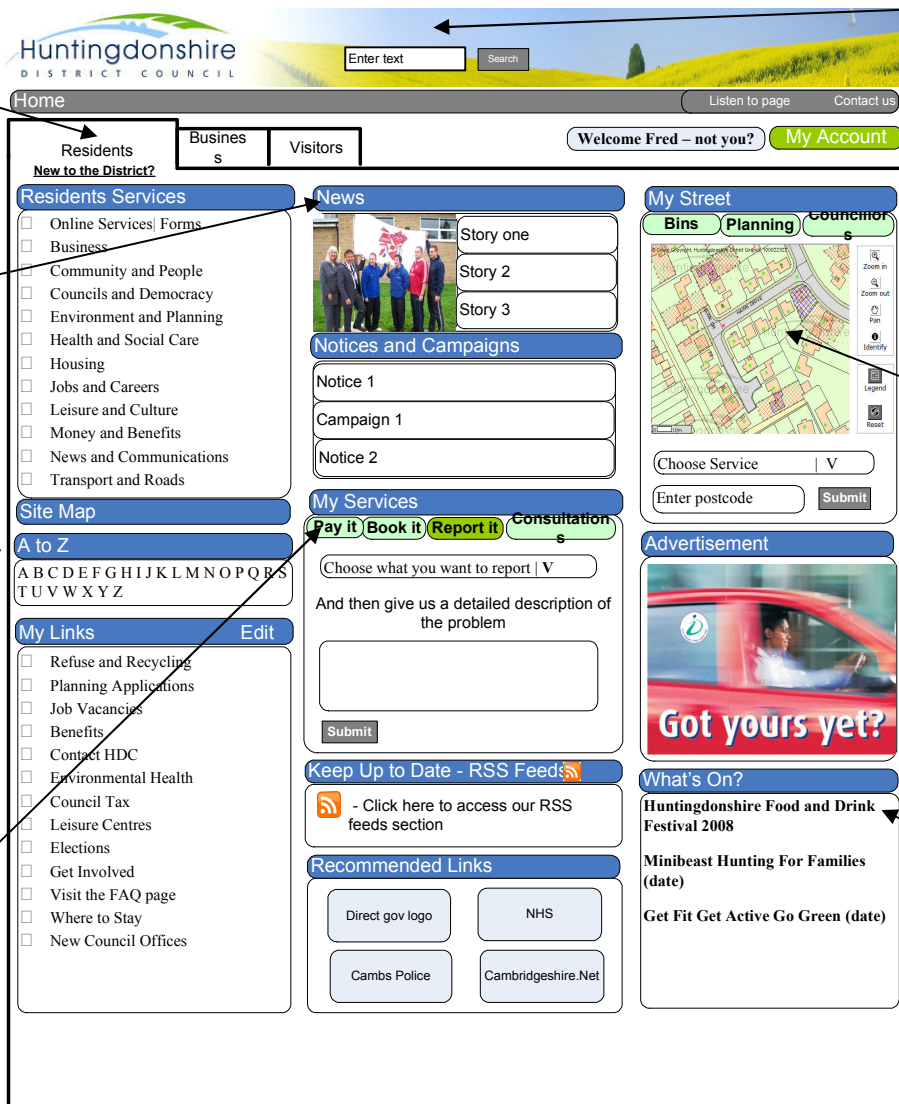 Huntingdonshire
DISTRICT COUNCIL
Enter text
Search
Home
Listen to page
Contact us
Residents
New to the District?
Busines
s
Visitors
Welcome Fred – not you?
My Account
Residents Services
Online Services| Forms
Business
Community and People
Councils and Democracy
Environment and Planning
Health and Social Care
Housing
Jobs and Careers
Leisure and Culture
Money and Benefits
News and Communications
Transport and Roads
Site Map
A to Z
A B C D E F G H I J K L M N O P Q R S
T U V W X Y Z
My Links
Edit
Refuse and Recycling
Planning Applications
Job Vacancies
Benefits
Contact HDC
Environmental Health
Council Tax
Leisure Centres
Elections
Get Involved
Visit the FAQ page
Where to Stay
New Council Offices
News
Story one
Story 2
Story 3
Notices and Campaigns
Notice 1
Campaign 1
Notice 2
My Services
Pay it
Book it
Report it
Consultation
s
Choose what you want to report | V
And then give us a detailed description of
the problem
Submit
Keep Up to Date - RSS Feeds
- Click here to access our RSS
feeds section
Recommended Links
Direct gov logo
NHS
Cambs Police
Cambridgeshire.Net
My Street
Bins
Planning
Councillor
s
Zoom in
Zoom out
Pan
Identify
Legend
Reset
Choose Service | V
Enter postcode
Submit
Advertisement
Got yours yet?
What's On?
Huntingdonshire Food and Drink
Festival 2008
Minibeast Hunting For Families
(date)
Get Fit Get Active Go Green (date)